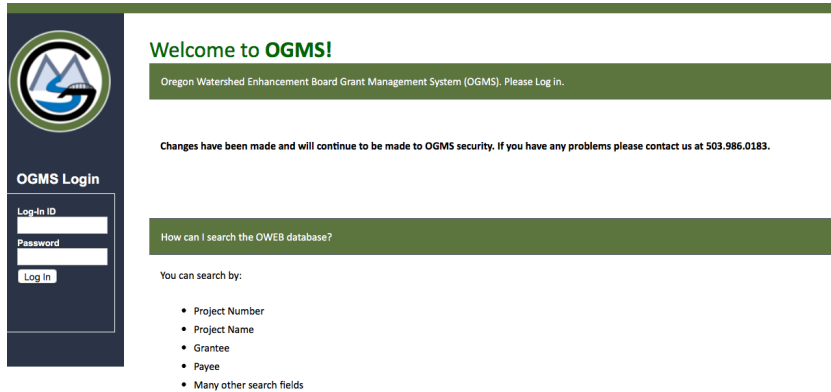 Welcome to OGMS!
Oregon Watershed Enhancement Board Grant Management System (OGMS). Please Log in.
Changes have been made and will continue to be made to OGMS security. If you have any problems please contact us at 503.986.0183.
OGMS Login
Log-In ID
Password
Log In
How can I search the OWEB database?
You can search by:
• Project Number
• Project Name
• Grantee
• Payee
• Many other search fields